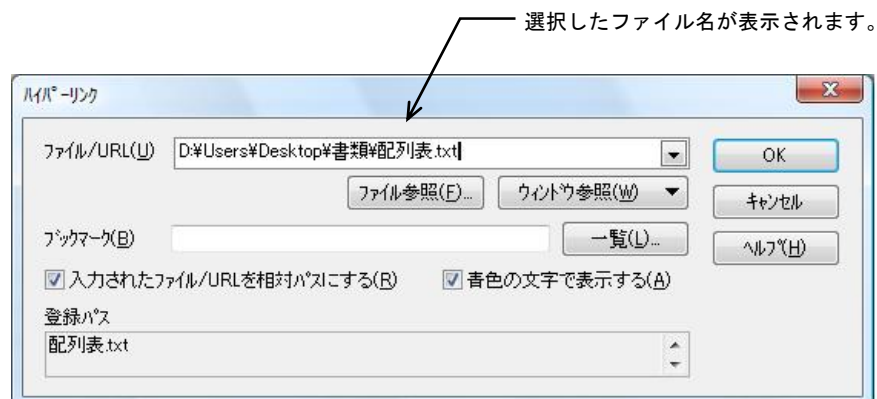 選択したファイル名が表示されます。
ﾊｲﾊﾟｰﾘﾝｸ
ﾌｧｲﾙ/URL(U) D:¥Users¥Desktop¥書類¥配列表.txt OK
ﾌｧｲﾙ参照(F)... ｳｨﾝﾄﾞｳ参照(W) ｷｬﾝｾﾙ
ﾌﾞｯｸﾏｰｸ(B) 一覧(L)... ﾍﾙﾌﾟ(H)
入力されたﾌｧｲﾙ/URLを相対ﾊﾟｽにする(R) 青色の文字で表示する(A)
登録ﾊﾟｽ
配列表.txt